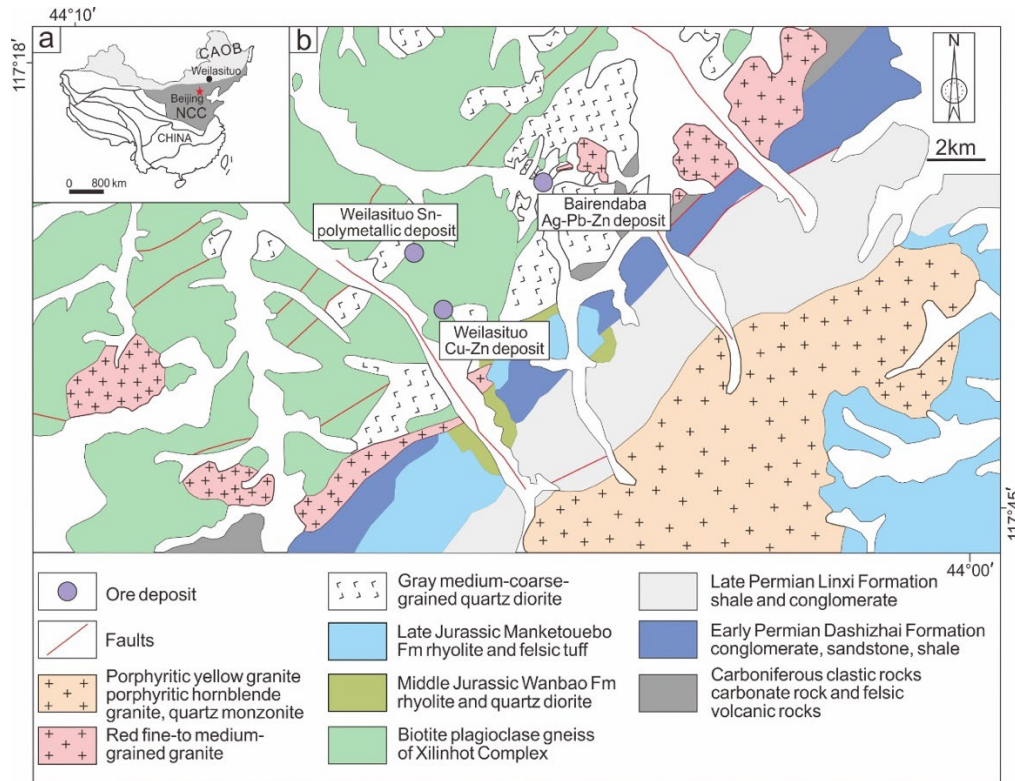 44°10′
117°18′
a
CAOB
Weilasituo
Beijing
NCC
CHINA
0 800 km
b
N
2km
Weilasituo Sn-
polymetallic deposit
Bairendaba
Ag-Pb-Zn deposit
Weilasituo
Cu-Zn deposit
117°45′
44°00′
Ore deposit
Faults
Porphyritic yellow granite
porphyritic hornblende
granite, quartz monzonite
Red fine-to medium-
grained granite
Gray medium-coarse-
grained quartz diorite
Late Jurassic Manketouebo
Fm rhyolite and felsic tuff
Middle Jurassic Wanbao Fm
rhyolite and quartz diorite
Biotite plagioclase gneiss
of Xilinhot Complex
Late Permian Linxi Formation
shale and conglomerate
Early Permian Dashizhai Formation
conglomerate, sandstone, shale
Carboniferous clastic rocks
carbonate rock and felsic
volcanic rocks